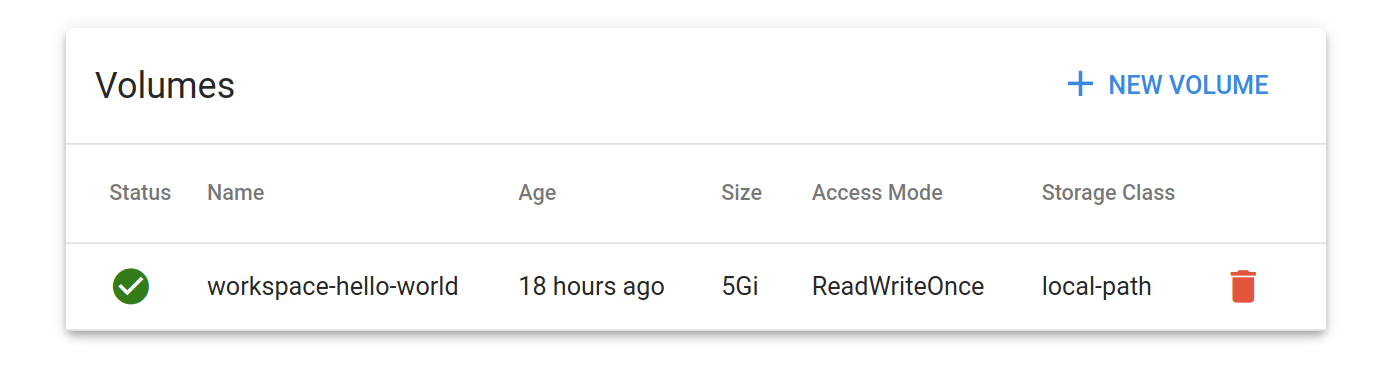 Volumes
NEW VOLUME
Status Name Age Size Access Mode Storage Class
workspace-hello-world 18 hours ago 5Gi ReadWriteOnce local-path